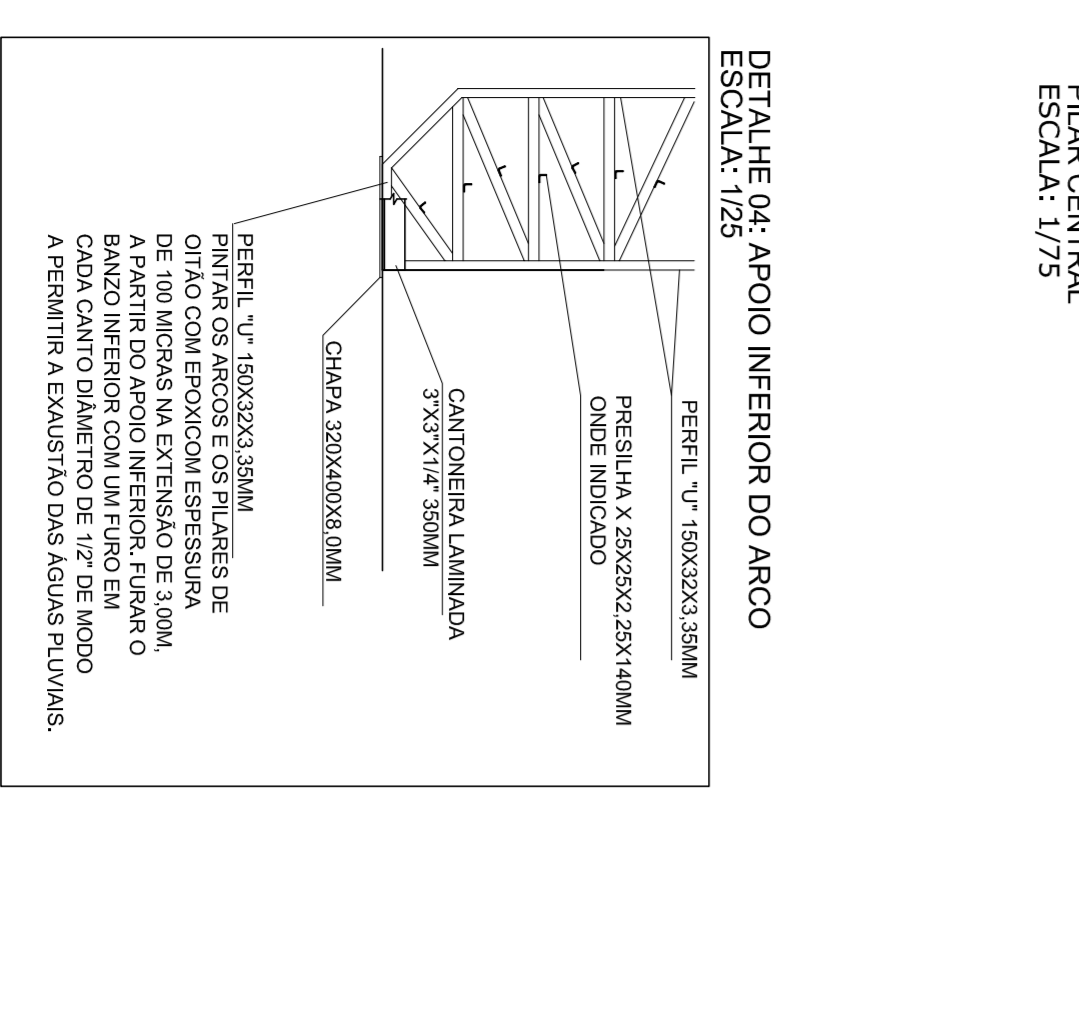 PILAR CENTRAL
ESCALA: 1/75
DETALHE 04: APOIO INFERIOR DO ARCO
ESCALA: 1/25
PERFIL "U" 150X32X3,35MM
PRESILHA X 25X25X2,25X140MM
ONDE INDICADO
CANTONEIRA LAMINADA
3"X3"X1/4" 350MM
CHAPA 320X400X8,0MM
PERFIL "U" 150X32X3,35MM
PINTAR OS ARCOS E OS PILARES DE
OITÃO COM EPOXICOM ESPESSURA
DE 100 MICRAS NA EXTENSÃO DE 3,00M,
A PARTIR DO APOIO INFERIOR. FURAR O
BANZO INFERIOR COM UM FURO EM
CADA CANTO DIÂMETRO DE 1/2" DE MODO
A PERMITIR A EXAUSTÃO DAS ÁGUAS PLUVIAIS.